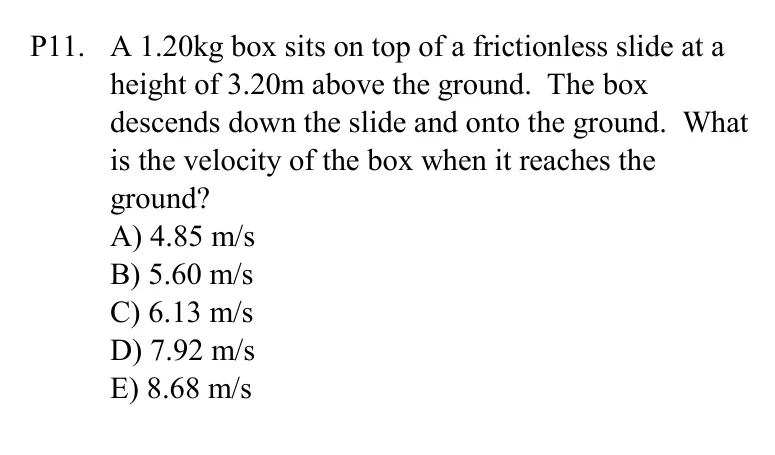 P11. A 1.20kg box sits on top of a frictionless slide at a
height of 3.20m above the ground. The box
descends down the slide and onto the ground. What
is the velocity of the box when it reaches the
ground?
A) 4.85 m/s
B) 5.60 m/s
C) 6.13 m/s
D) 7.92 m/s
E) 8.68 m/s